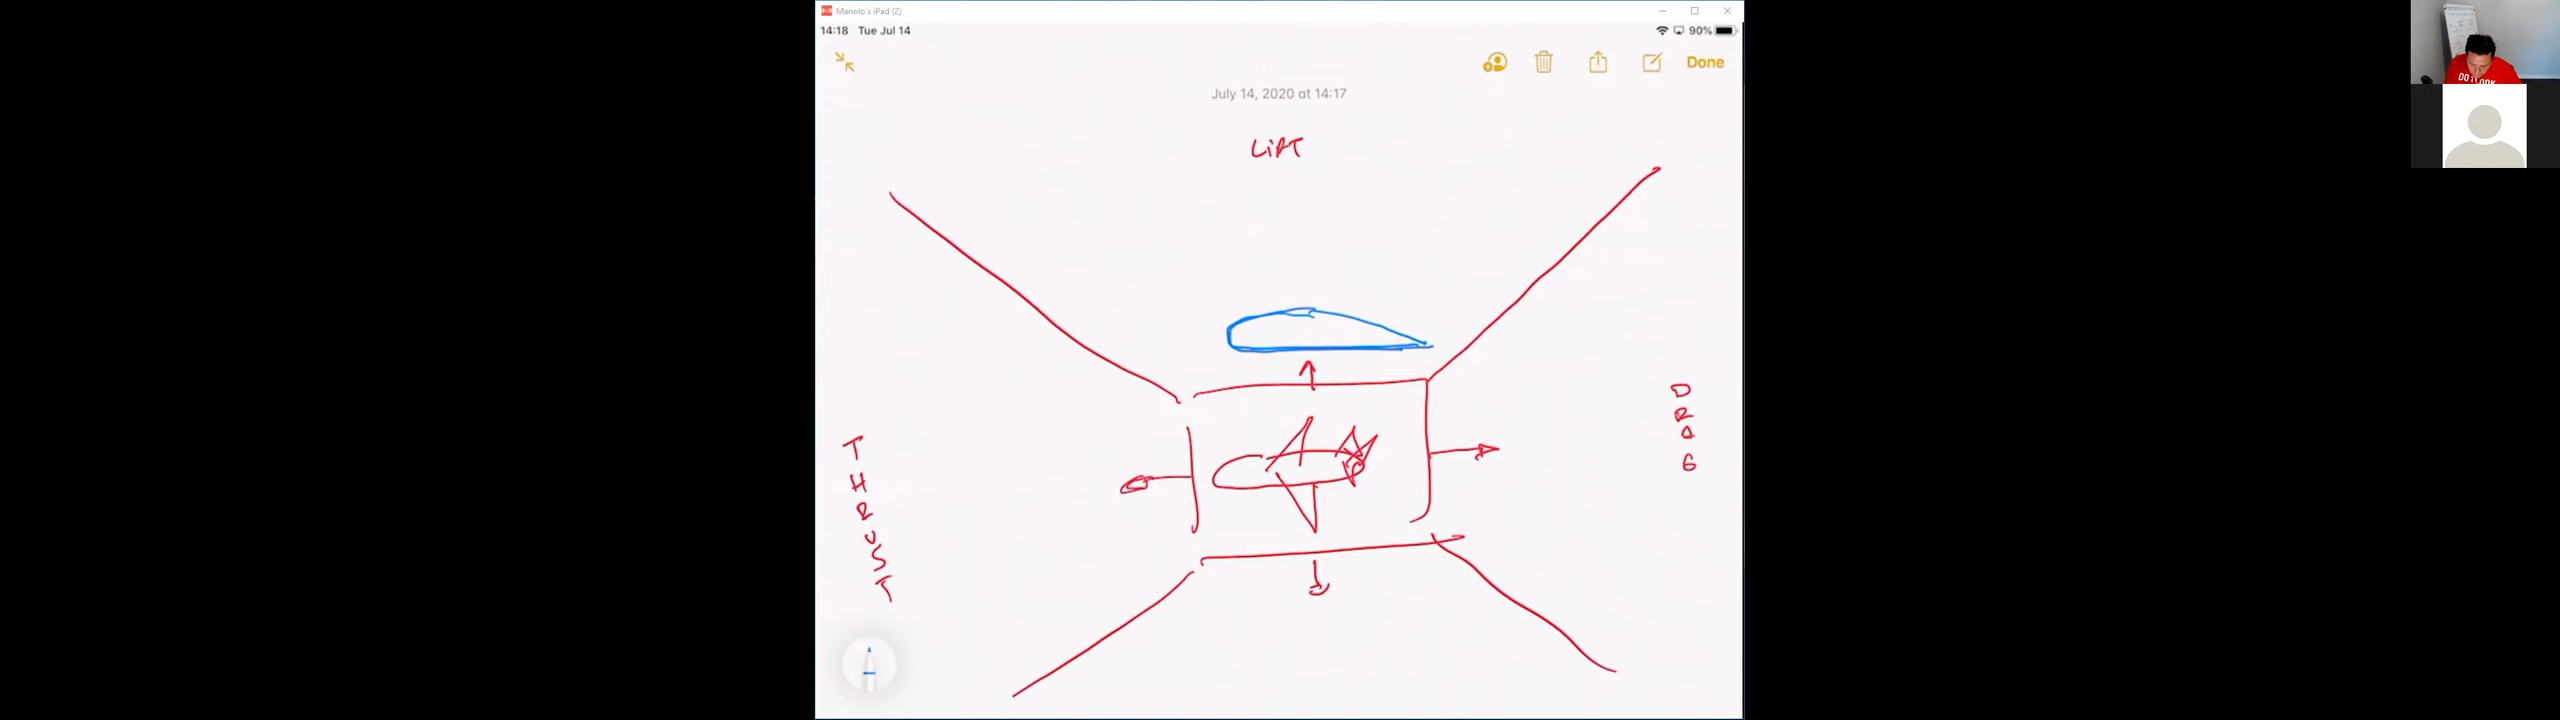 Manolo's iPad (2)
14:18 Tue Jul 14
90%
Done
July 14, 2020 at 14:17
LiFT
DRAG
THRUST